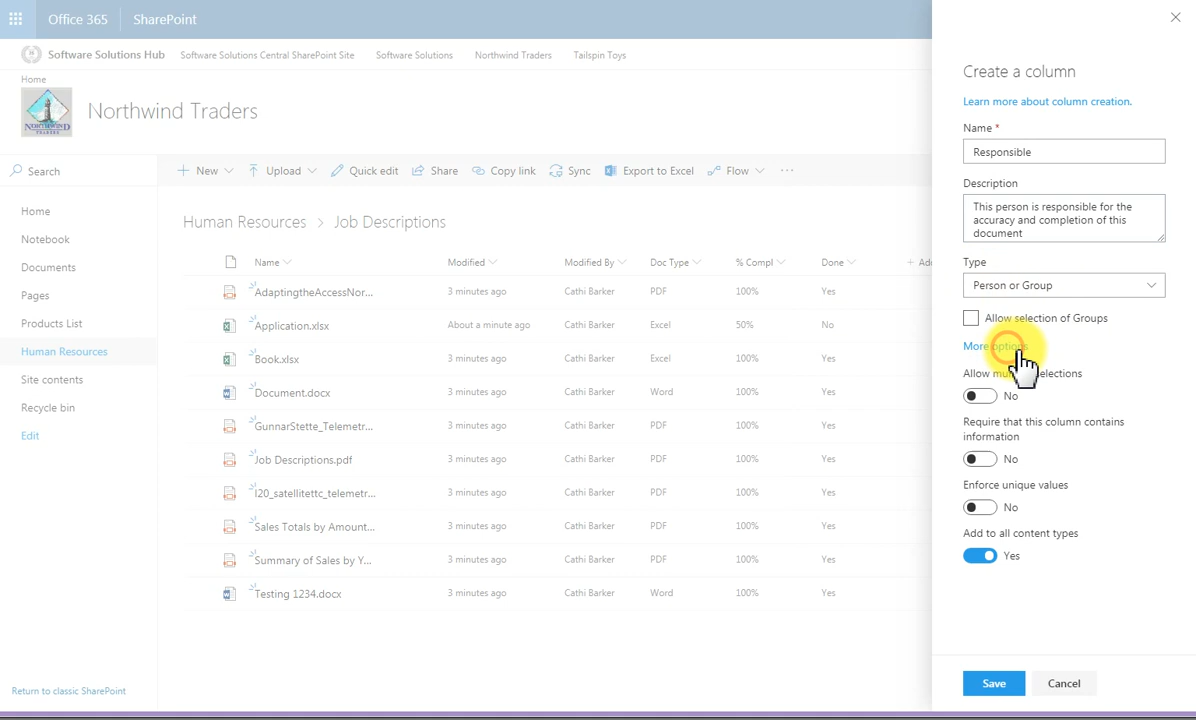 Office 365
SharePoint
Software Solutions Hub
Software Solutions Central SharePoint Site
Software Solutions
Northwind Traders
Tailspin Toys
Home
NORTHWIND
TRADERS
Northwind Traders
Search
New
Upload
Quick edit
Share
Copy link
Sync
Export to Excel
Flow
Home
Notebook
Documents
Pages
Products List
Human Resources
Site contents
Recycle bin
Edit
Return to classic SharePoint
Human Resources > Job Descriptions
Name Modified Modified By Doc Type % Compl Done + Add
AdaptingtheAccessNor... 3 minutes ago Cathi Barker PDF 100% Yes
Application.xlsx About a minute ago Cathi Barker Excel 50% No
Book.xlsx 3 minutes ago Cathi Barker Excel 100% Yes
Document.docx 3 minutes ago Cathi Barker Word 100% Yes
GunnarStette_Telemetr... 3 minutes ago Cathi Barker PDF 100% Yes
Job Descriptions.pdf 3 minutes ago Cathi Barker PDF 100% Yes
l20_satellitettc_telemetr... 3 minutes ago Cathi Barker PDF 100% Yes
Sales Totals by Amount... 3 minutes ago Cathi Barker PDF 100% Yes
Summary of Sales by Y... 3 minutes ago Cathi Barker PDF 100% Yes
Testing 1234.docx 3 minutes ago Cathi Barker Word 100% Yes
Create a column
Learn more about column creation.
Name *
Responsible
Description
This person is responsible for the
accuracy and completion of this
document
Type
Person or Group
Allow selection of Groups
More options
Allow selections
No
Require that this column contains
information
No
Enforce unique values
No
Add to all content types
Yes
Save
Cancel